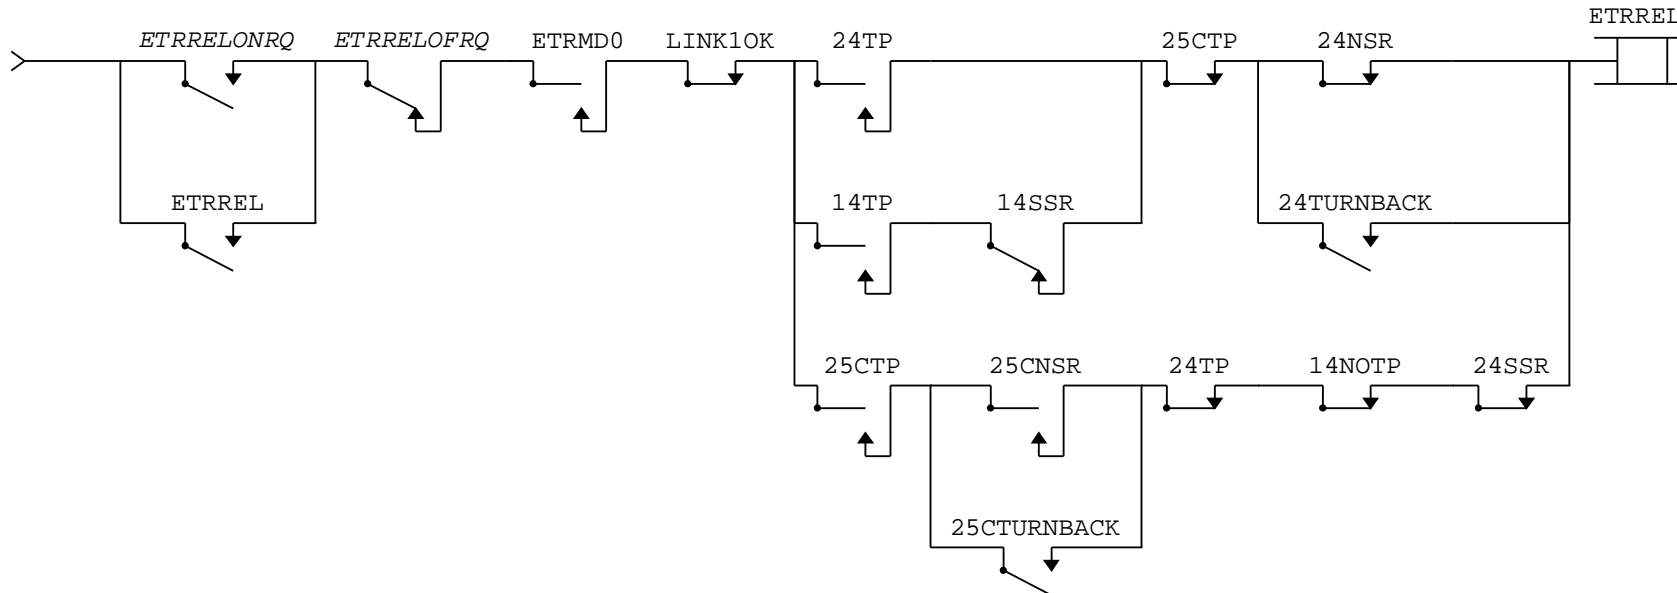 ETRREL
ETRRELONRQ ETRRELOFRQ ETRMD0 LINK1OK 24TP 25CTP 24NSR
ETRREL 14TP 14SSR 24TURNBACK
25CTP 25CNSR 24TP 14NOTP 24SSR
25CTURNBACK